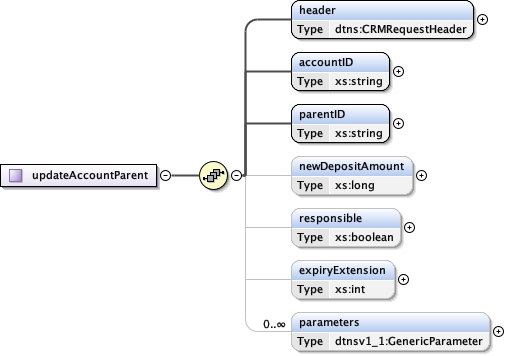 header
Type dtns:CRMRequestHeader
accountID
Type xs:string
parentID
Type xs:string
updateAccountParent
newDepositAmount
Type xs:long
responsible
Type xs:boolean
expiryExtension
Type xs:int
0..∞
parameters
Type dtnsv1_1:GenericParameter